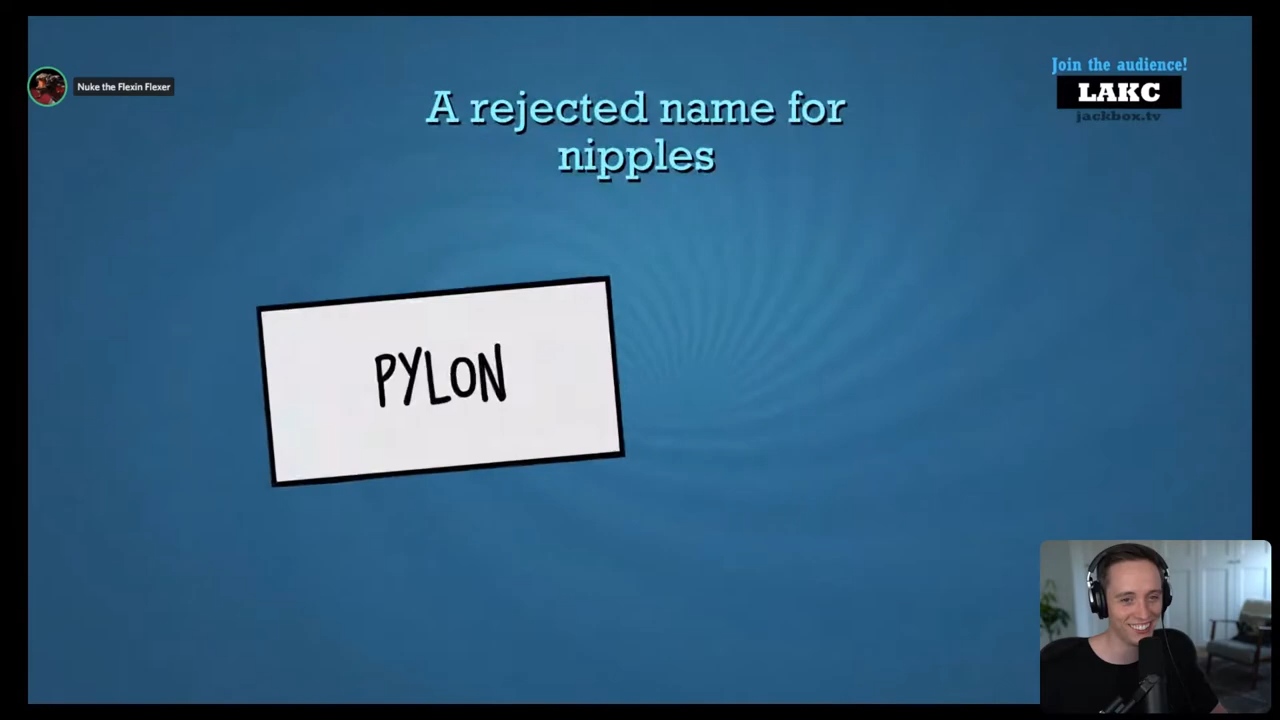 Nuke the Flexin Flexer
Join the audience!
LAKC
jackbox.tv
A rejected name for
nipples
PYLON